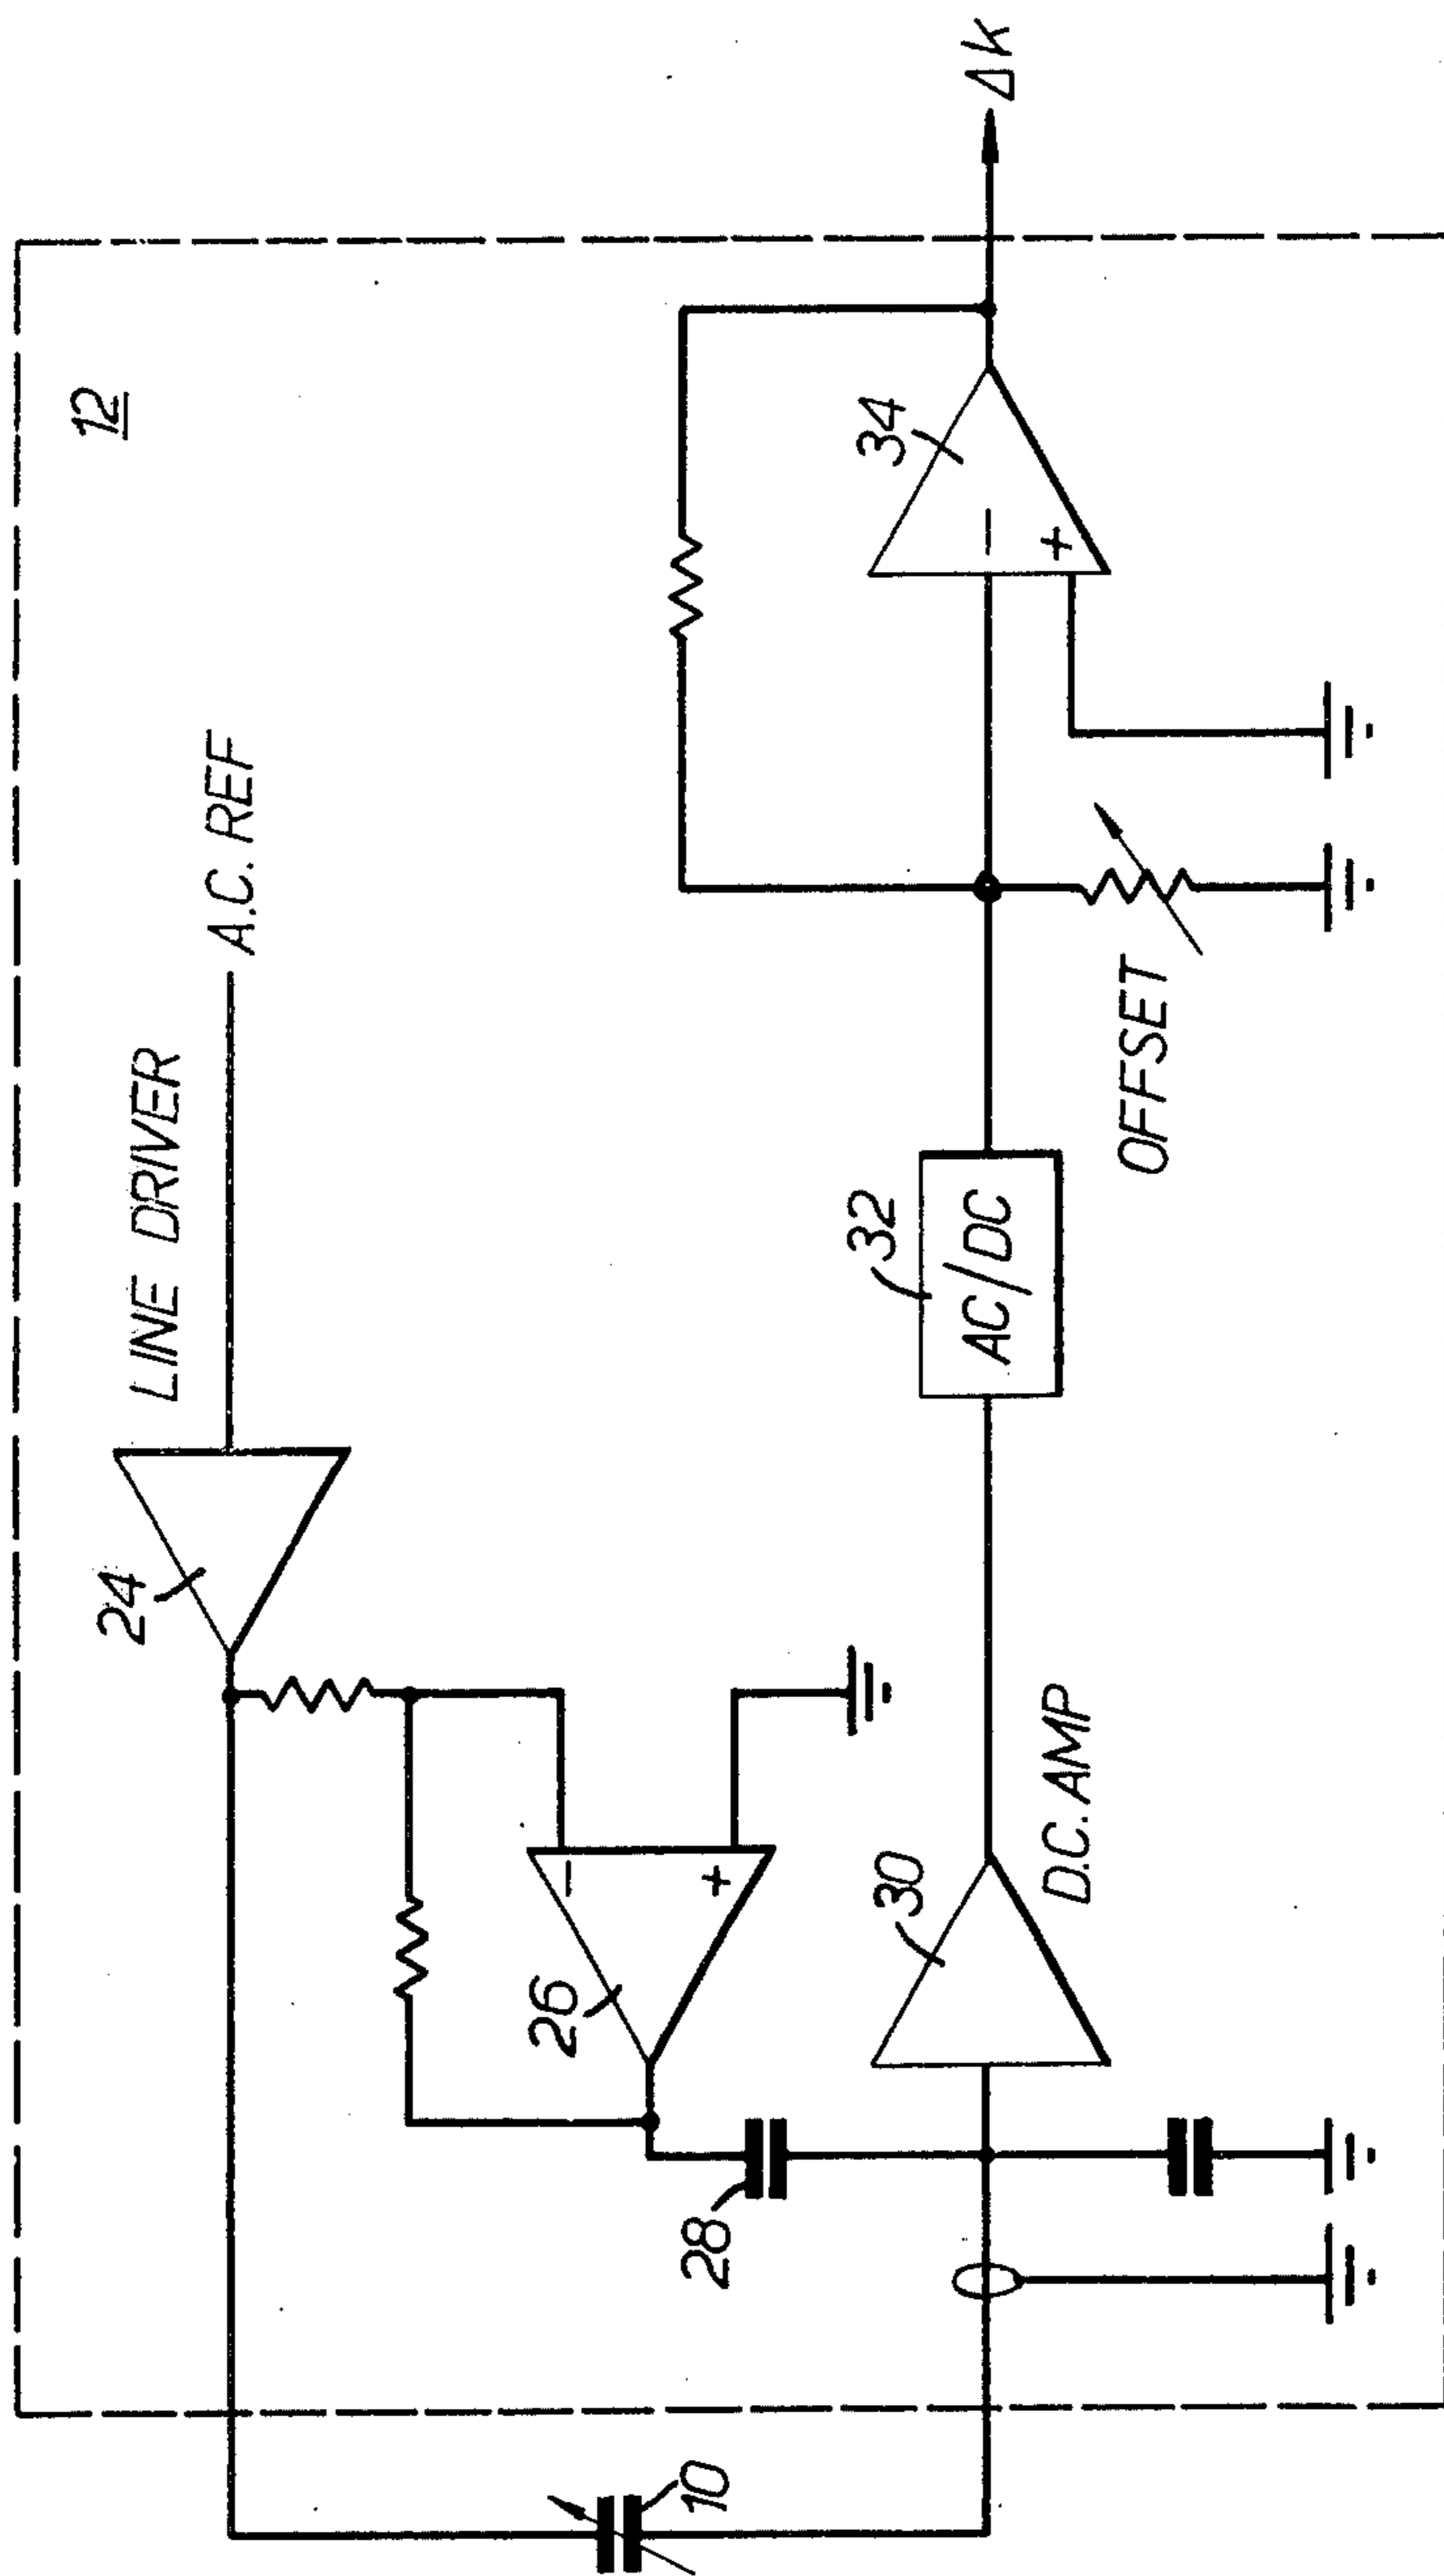 12
LINE DRIVER
A.C. REF
24
26
-
+
28
10
30
D.C. AMP
32
AC/DC
OFFSET
34
-
+
Δk